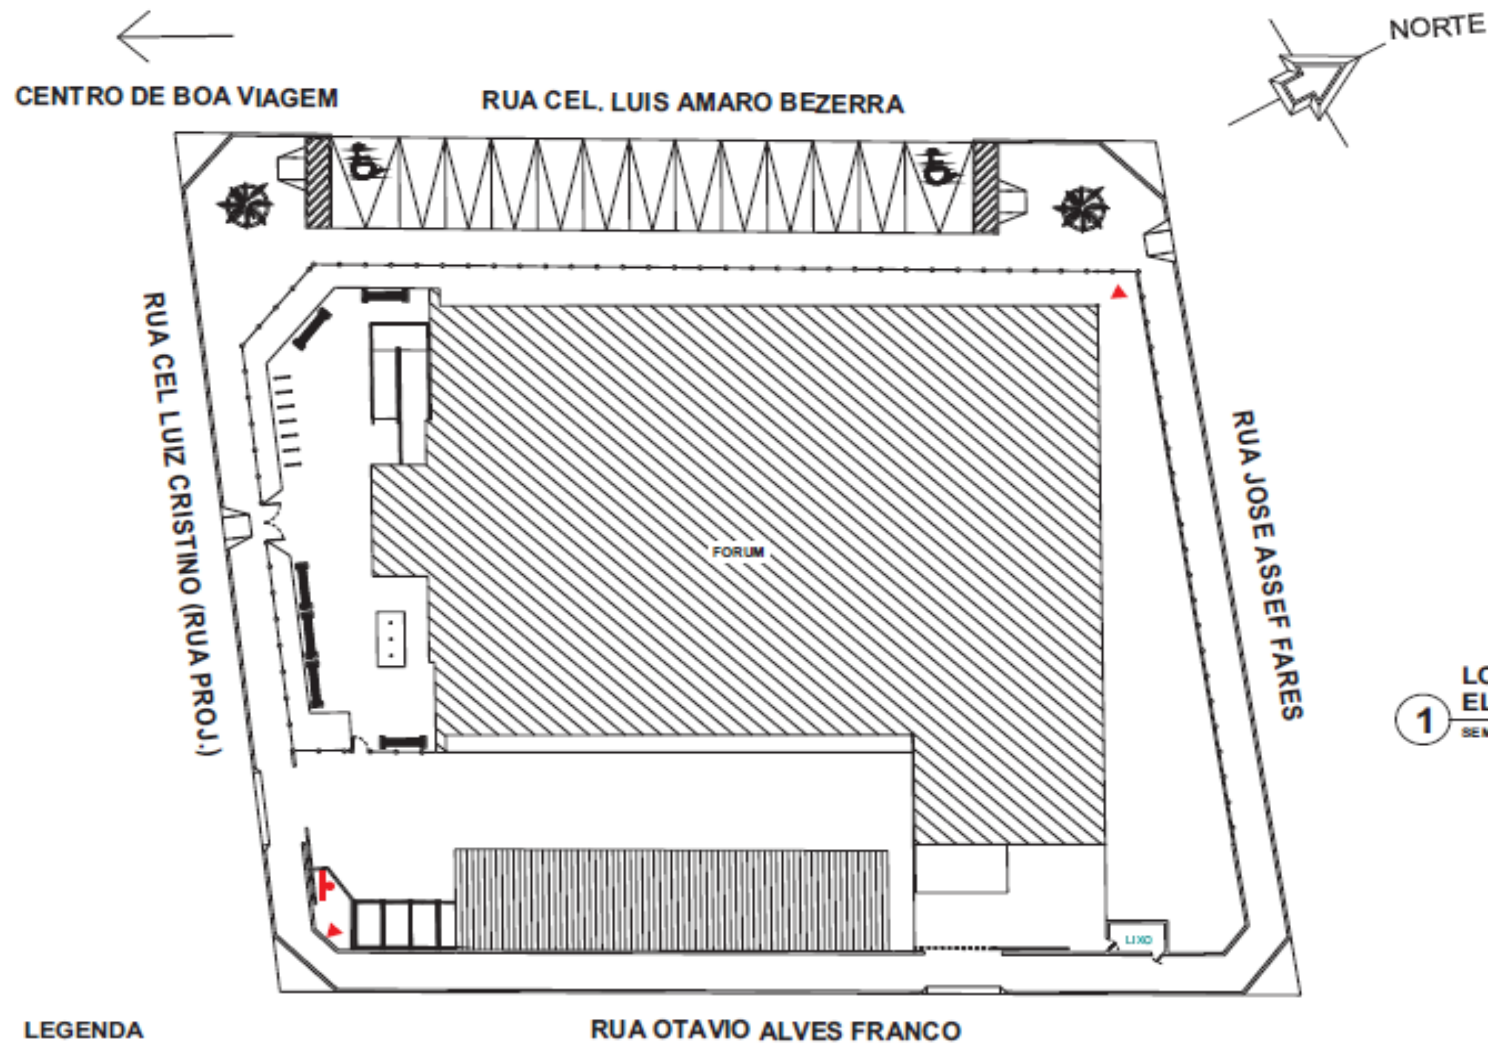 NORTE
CENTRO DE BOA VIAGEM
RUA CEL. LUIS AMARO BEZERRA
RUA CEL LUIZ CRISTINO (RUA PROJ.)
FORUM
RUA JOSE ASSEF FARES
1
LIXO
LEGENDA
RUA OTAVIO ALVES FRANCO